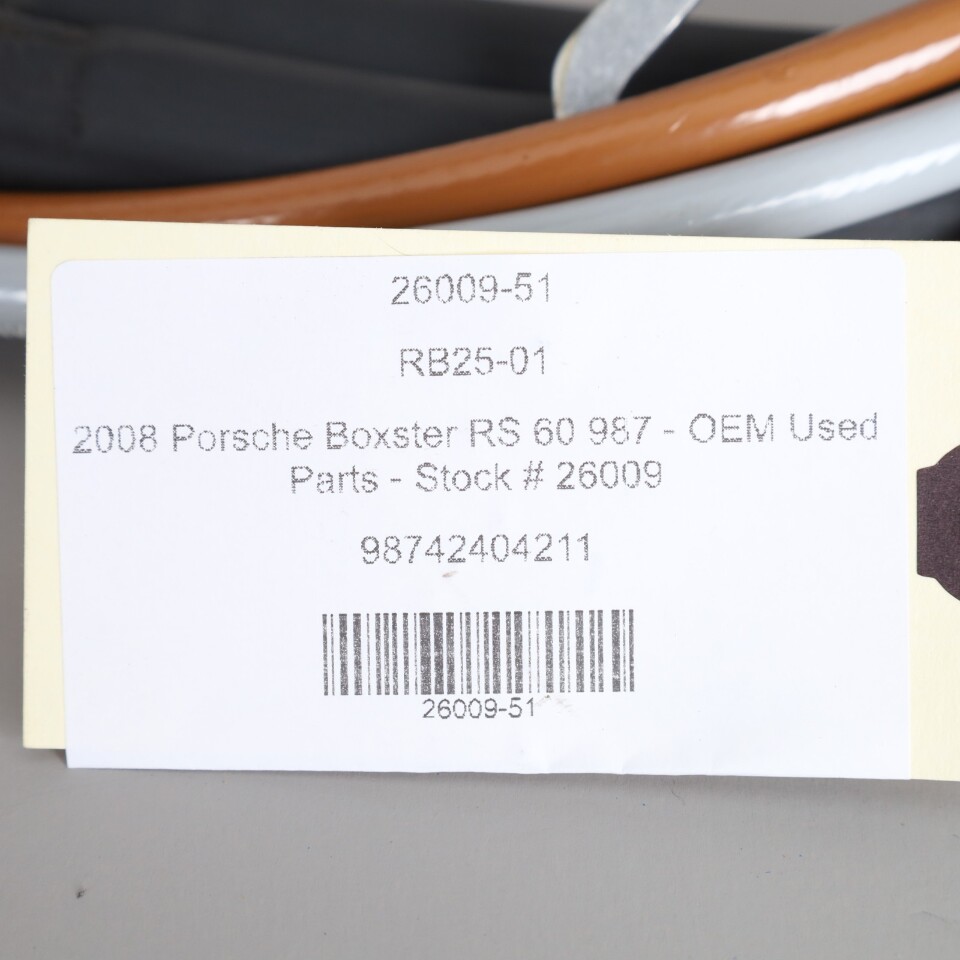 26009-51
RB25-01
2008 Porsche Boxster RS 60 987 - OEM Used
Parts - Stock # 26009
98742404211
26009-51